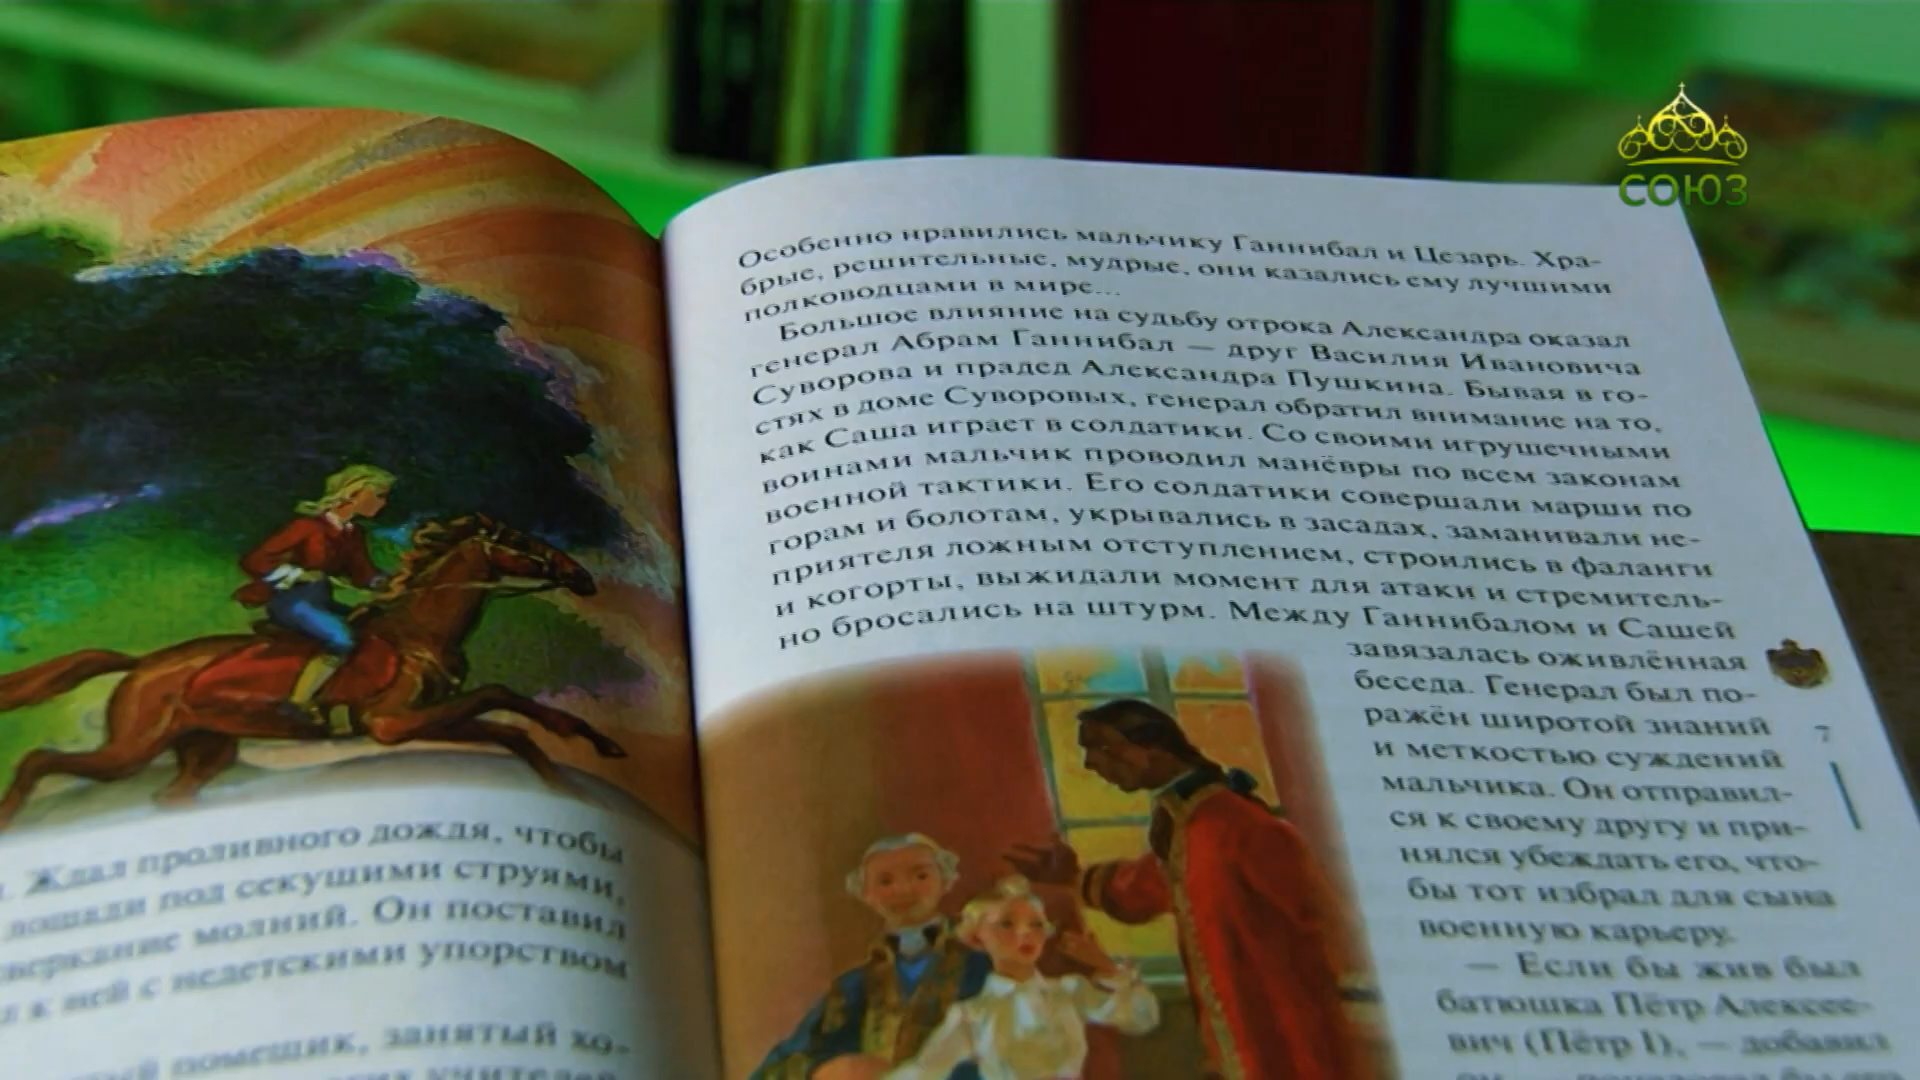 СОЮЗ
Жлал проливного дождя, чтобы
лошади под секущими струями,
сверкание молний. Он поставил
к ней с недетскими упорством
помещик, занятый хо-
учителей
Особенно нравились мальчику Ганнибал и Цезарь. Хра-
брые, решительные, мудрые, они казались ему лучшими
полководцами в мире...
Большое влияние на судьбу отрока Александра оказал
генерал Абрам Ганнибал — друг Василия Ивановича
Суворова и прадед Александра Пушкина. Бывая в го-
стях в доме Суворовых, генерал обратил внимание на то,
как Саша играет в солдатики. Со своими игрушечными
воинами мальчик проводил манёвры по всем законам
военной тактики. Его солдатики совершали марши по
горам и болотам, укрывались в засадах, заманивали не-
приятеля ложным отступлением, строились в фаланги
и когорты, выжидали момент для атаки и стремитель-
но бросались на штурм. Между Ганнибалом и Сашей
завязалась оживлённая
беседа. Генерал был по-
ражён широтой знаний
и меткостью суждений
мальчика. Он отправил-
ся к своему другу и при-
нялся убеждать его, что-
бы тот избрал для сына
военную карьеру.
— Если бы жив был
батюшка Пётр Алексее-
вич (Пётр I), — добавил
7